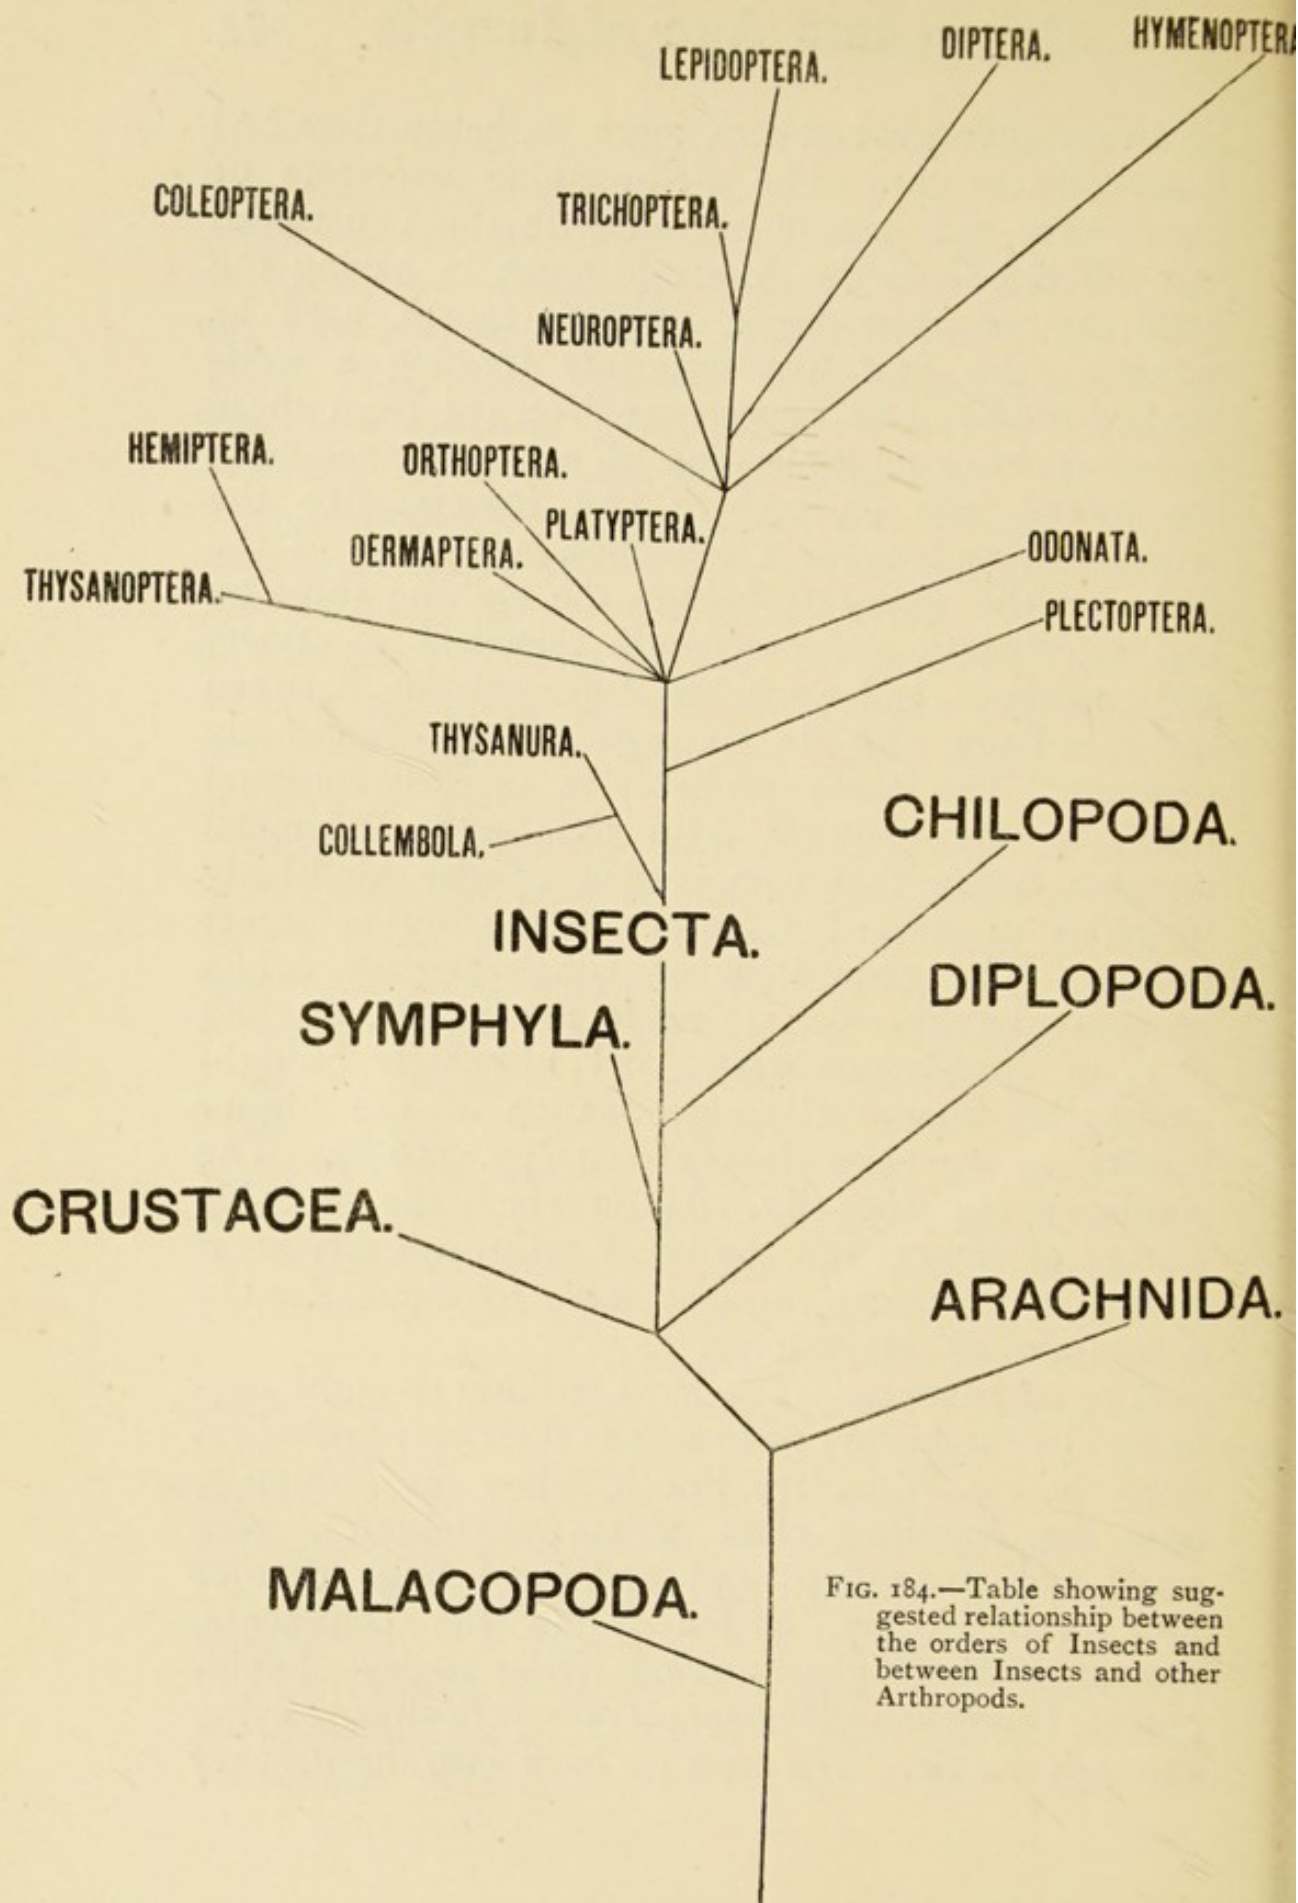 HYMENOPTERA
DIPTERA.
LEPIDOPTERA.
COLEOPTERA.
TRICHOPTERA.
NEUROPTERA.
HEMIPTERA.
ORTHOPTERA.
PLATYPTERA.
DERMAPTERA.
ODONATA.
THYSANOPTERA.
PLECTOPTERA.
THYSANURA.
CHILOPODA.
COLLEMBOLA.
INSECTA.
DIPLOPODA.
SYMPHYLA.
CRUSTACEA.
ARACHNIDA.
MALACOPODA.
FIG. 184.—Table showing sug-
gested relationship between
the orders of Insects and
between Insects and other
Arthropods.